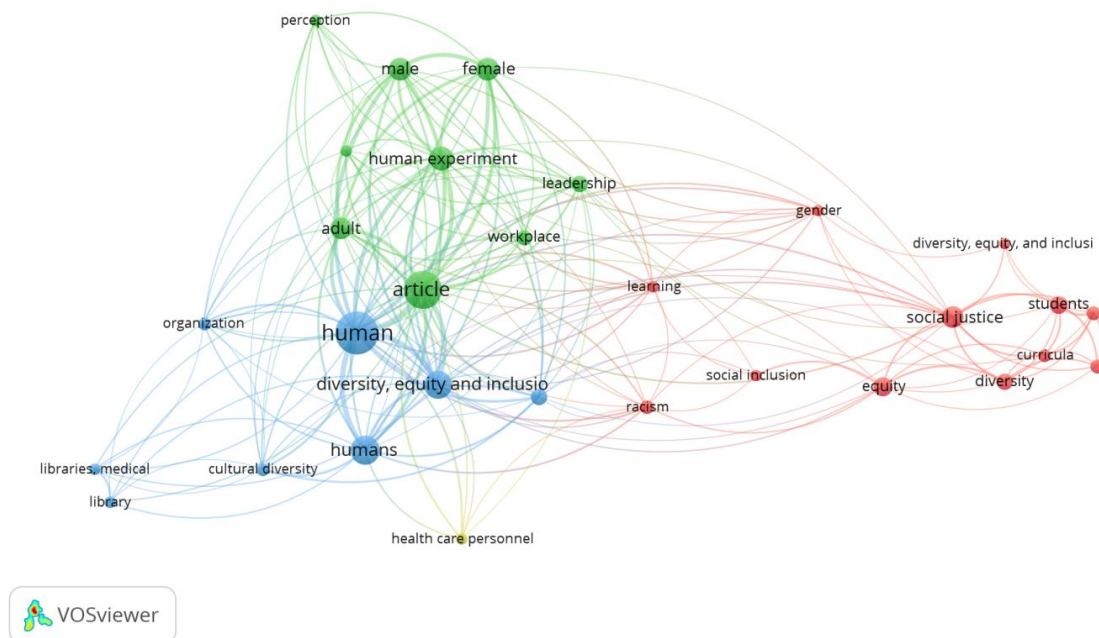 perception
male
female
human experiment
leadership
adult
workplace
gender
diversity, equity, and inclusi
article
learning
students
organization
human
social justice
curricula
diversity, equity and inclusio
social inclusion
equity
diversity
racism
humans
libraries, medical
cultural diversity
library
health care personnel
VOSviewer